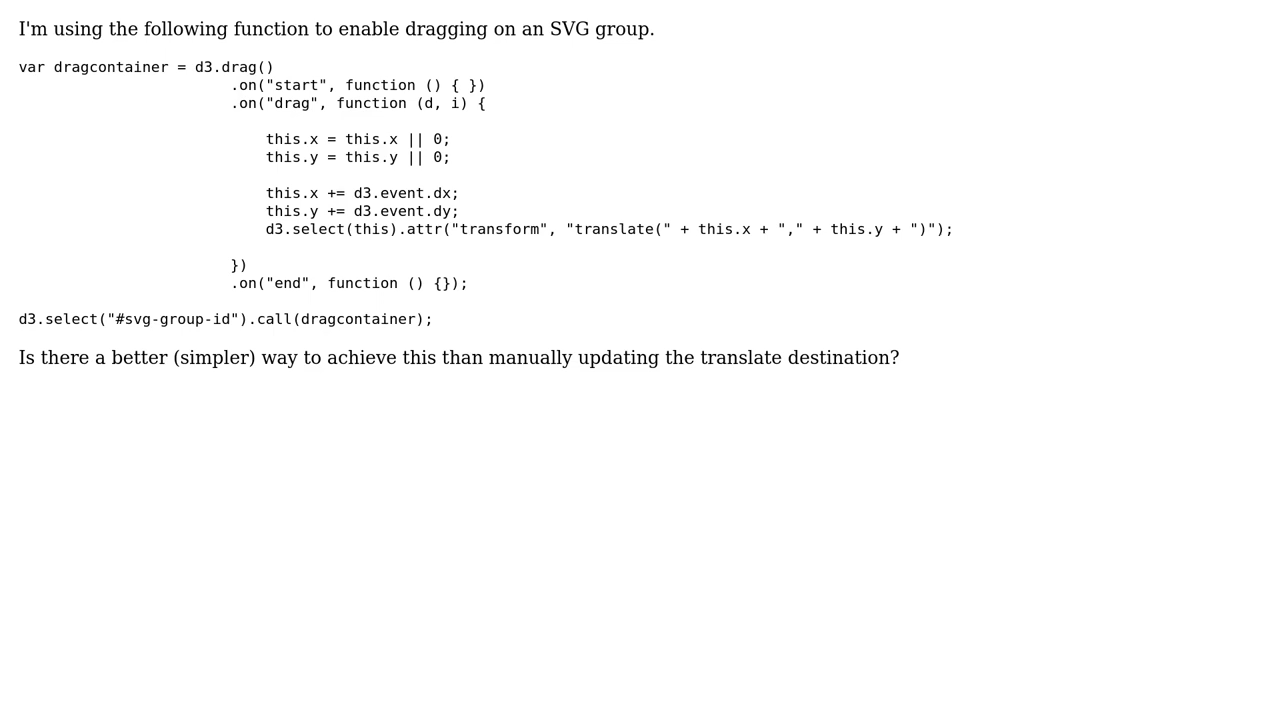 I'm using the following function to enable dragging on an SVG group.
var dragcontainer = d3.drag()
.on("start", function () { })
.on("drag", function (d, i) {
this.x = this.x || 0;
this.y = this.y || 0;
this.x += d3.event.dx;
this.y += d3.event.dy;
d3.select(this).attr("transform", "translate(" + this.x + "," + this.y + ")");
})
.on("end", function () {});
d3.select("#svg-group-id").call(dragcontainer);
Is there a better (simpler) way to achieve this than manually updating the translate destination?